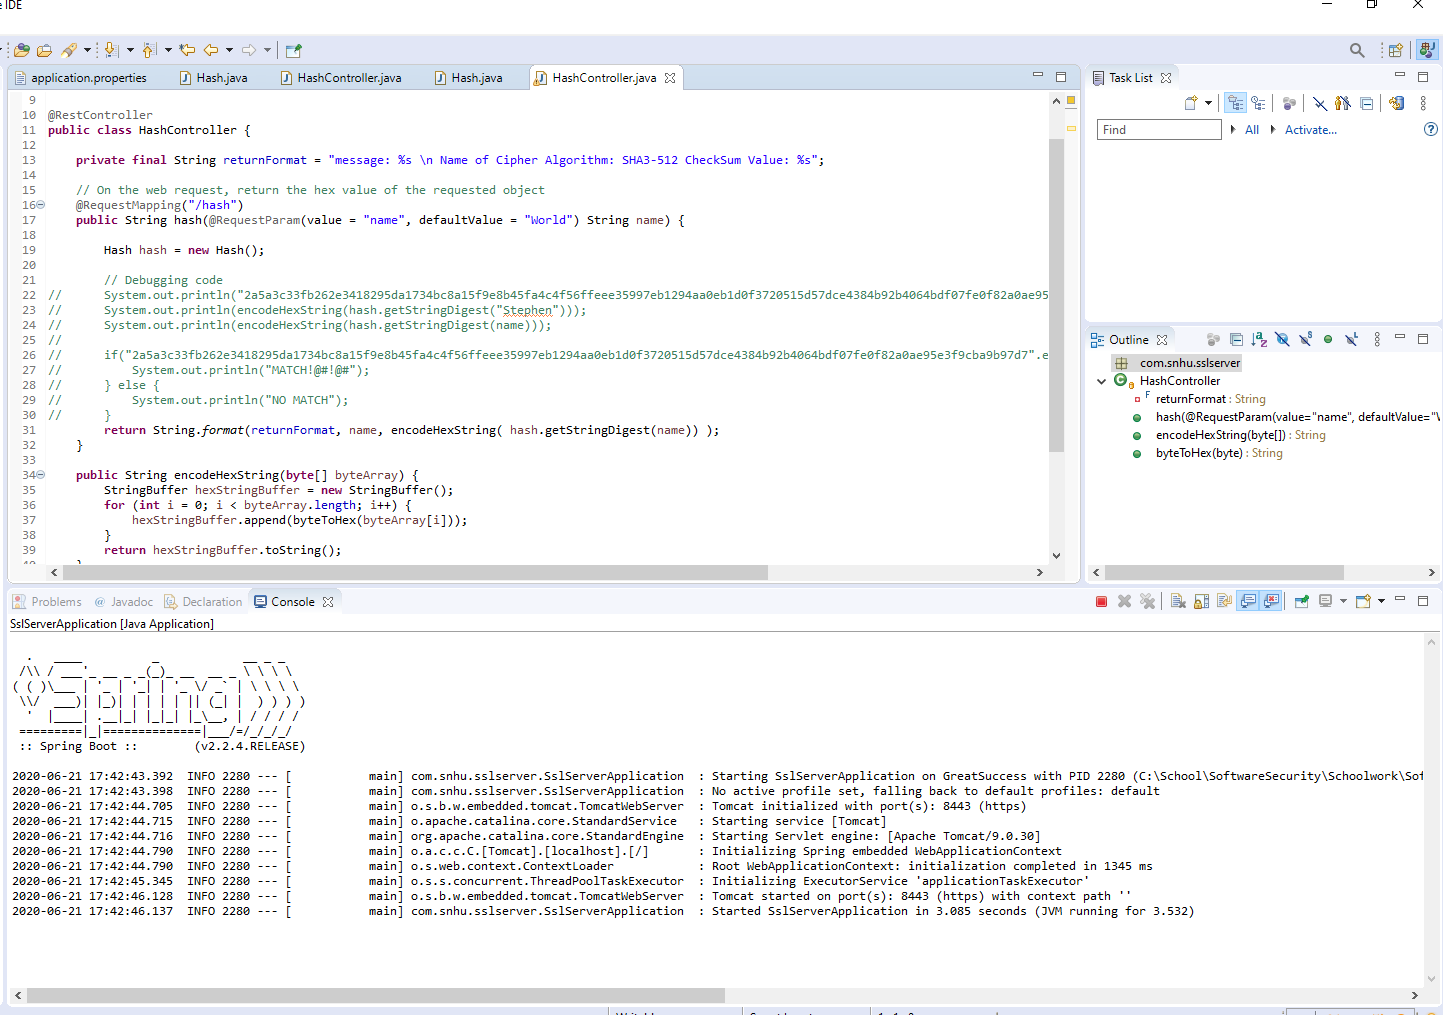 e IDE
application.properties
Hash.java
HashController.java
Hash.java
HashController.java
Task List
9
10 @RestController
11 public class HashController {
12
13 private final String returnFormat = "message: %s \n Name of Cipher Algorithm: SHA3-512 CheckSum Value: %s";
14
15 // On the web request, return the hex value of the requested object
16 @RequestMapping("/hash")
17 public String hash(@RequestParam(value = "name", defaultValue = "World") String name) {
18
19 Hash hash = new Hash();
20
21 // Debugging code
22 // System.out.println("2a5a3c33fb262e3418295da1734bc8a15f9e8b45fa4c4f56ffeee35997eb1294aa0eb1d0f3720515d57dce4384b92b4064bdf07fe0f82a0ae95
23 // System.out.println(encodeHexString(hash.getStringDigest("Stephen")));
24 // System.out.println(encodeHexString(hash.getStringDigest(name)));
25 //
26 // if("2a5a3c33fb262e3418295da1734bc8a15f9e8b45fa4c4f56ffeee35997eb1294aa0eb1d0f3720515d57dce4384b92b4064bdf07fe0f82a0ae95e3f9cba9b97d7".e
27 // System.out.println("MATCH!@#!@#");
28 // } else {
29 // System.out.println("NO MATCH");
30 // }
31 return String.format(returnFormat, name, encodeHexString( hash.getStringDigest(name)) );
32 }
33
34 public String encodeHexString(byte[] byteArray) {
35 StringBuffer hexStringBuffer = new StringBuffer();
36 for (int i = 0; i < byteArray.length; i++) {
37 hexStringBuffer.append(byteToHex(byteArray[i]));
38 }
39 return hexStringBuffer.toString();
Find
All
Activate...
Outline
com.snhu.sslserver
HashController
returnFormat : String
hash(@RequestParam(value="name", defaultValue="
encodeHexString(byte[]) : String
byteToHex(byte) : String
Problems
@ Javadoc
Declaration
Console
SslServerApplication [Java Application]
:: Spring Boot :: (v2.2.4.RELEASE)
2020-06-21 17:42:43.392 INFO 2280 --- [ main] com.snhu.sslserver.SslServerApplication : Starting SslServerApplication on GreatSuccess with PID 2280 (C:\School\SoftwareSecurity\Schoolwork\Sof
2020-06-21 17:42:43.398 INFO 2280 --- [ main] com.snhu.sslserver.SslServerApplication : No active profile set, falling back to default profiles: default
2020-06-21 17:42:44.705 INFO 2280 --- [ main] o.s.b.w.embedded.tomcat.TomcatWebServer : Tomcat initialized with port(s): 8443 (https)
2020-06-21 17:42:44.715 INFO 2280 --- [ main] o.apache.catalina.core.StandardService : Starting service [Tomcat]
2020-06-21 17:42:44.716 INFO 2280 --- [ main] org.apache.catalina.core.StandardEngine : Starting Servlet engine: [Apache Tomcat/9.0.30]
2020-06-21 17:42:44.790 INFO 2280 --- [ main] o.a.c.c.C.[Tomcat].[localhost].[/] : Initializing Spring embedded WebApplicationContext
2020-06-21 17:42:44.790 INFO 2280 --- [ main] o.s.web.context.ContextLoader : Root WebApplicationContext: initialization completed in 1345 ms
2020-06-21 17:42:45.345 INFO 2280 --- [ main] o.s.s.concurrent.ThreadPoolTaskExecutor : Initializing ExecutorService 'applicationTaskExecutor'
2020-06-21 17:42:46.128 INFO 2280 --- [ main] o.s.b.w.embedded.tomcat.TomcatWebServer : Tomcat started on port(s): 8443 (https) with context path ''
2020-06-21 17:42:46.137 INFO 2280 --- [ main] com.snhu.sslserver.SslServerApplication : Started SslServerApplication in 3.085 seconds (JVM running for 3.532)